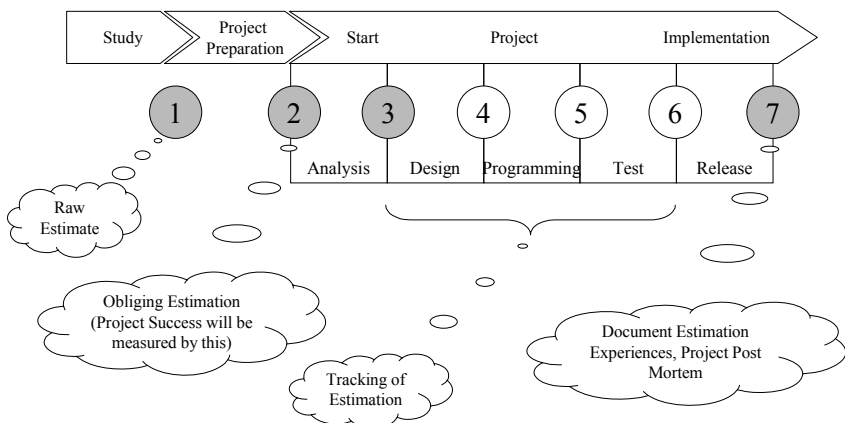 Study
Project
Preparation
Start
Project
Implementation
1
2
3
4
5
6
7
Analysis
Design
Programming
Test
Release
Raw
Estimate
Obliging Estimation
(Project Success will be
measured by this)
Tracking of
Estimation
Document Estimation
Experiences, Project Post
Mortem